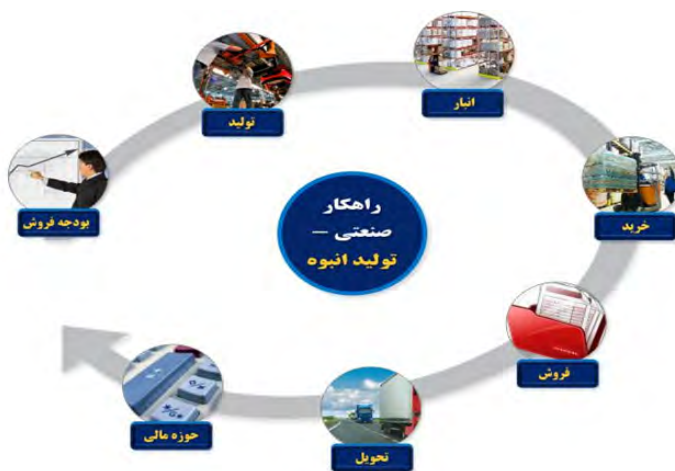 انبار
تولید
بودجه فروش
خرید
راهکار
صنعتی –
تولید انبوه
فروش
حوزه مالی
تحویل